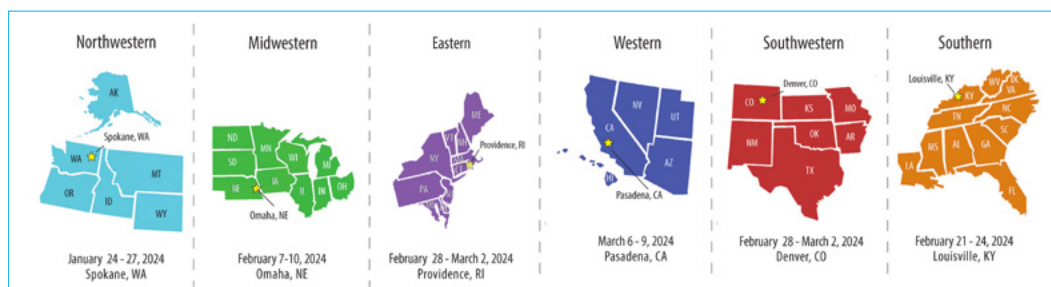 Northwestern
AK
Spokane, WA
WA
MT
OR
ID
WY
January 24 - 27, 2024
Spokane, WA
Midwestern
ND
MN
SD
WI
MI
NE
IA
IL
IN
OH
Omaha, NE
February 7-10, 2024
Omaha, NE
Eastern
ME
VT
NH
NY
Providence, RI
MA
CT
PA
February 28 - March 2, 2024
Providence, RI
Western
NV
UT
CA
AZ
HI
Pasadena, CA
March 6 - 9, 2024
Pasadena, CA
Southwestern
Denver, CO
CO
KS
MO
OK
AR
NM
TX
February 28 - March 2, 2024
Denver, CO
Southern
Louisville, KY
WV
DC
KY
VA
TN
NC
SC
MS
AL
GA
LA
FL
February 21 - 24, 2024
Louisville, KY